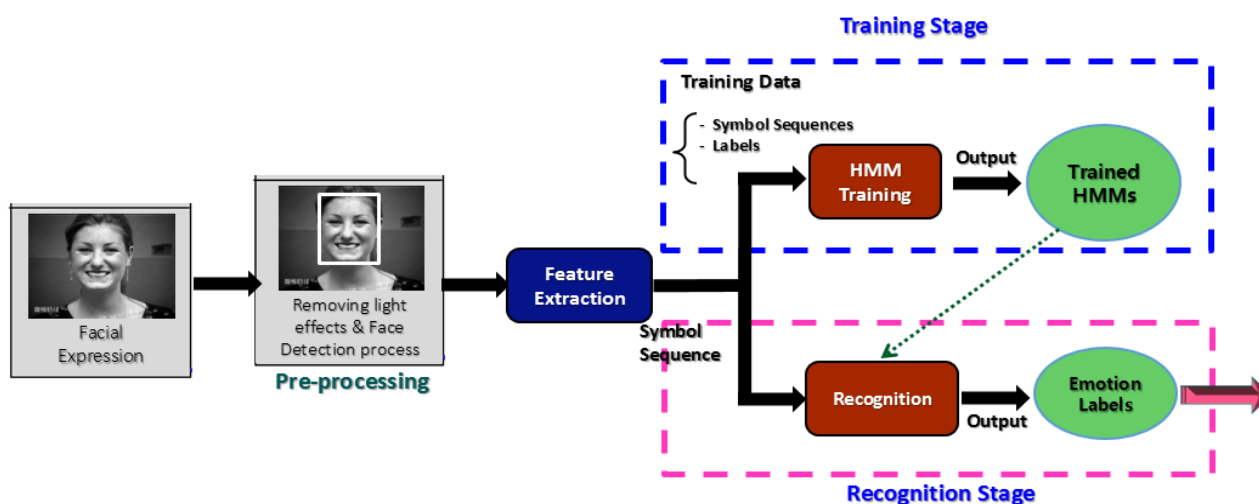 Training Stage
Training Data
- Symbol Sequences
- Labels
HMM
Training
Output
Trained
HMMs
Facial
Expression
Removing light
effects & Face
Detection process
Pre-processing
Feature
Extraction
Symbol
Sequence
Recognition
Output
Emotion
Labels
Recognition Stage